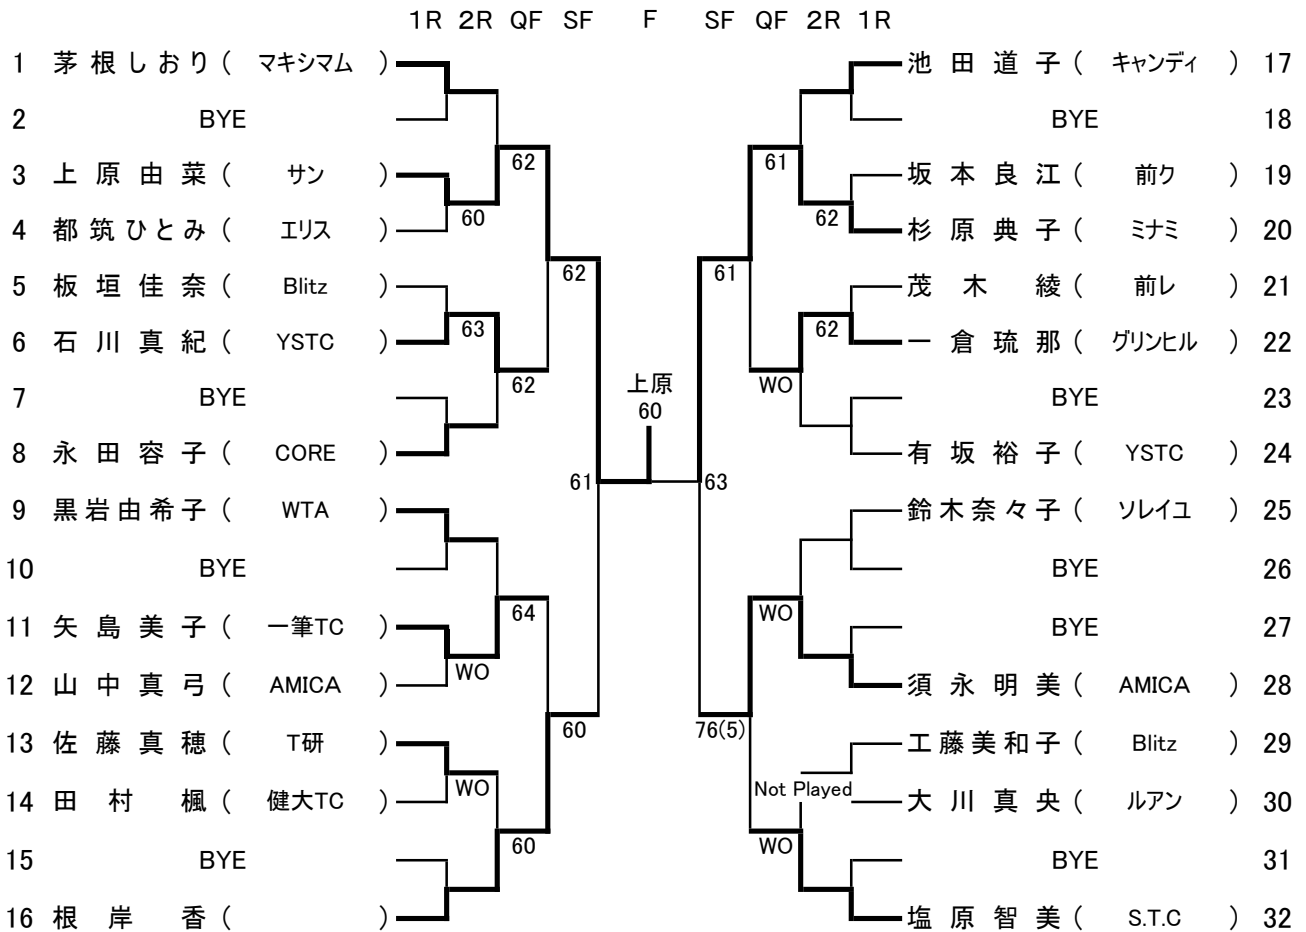 1R 2R QF SF F SF QF 2R 1R
1 茅根しおり ( マキシマム ) 池田道子 ( キャンディ ) 17
2 BYE BYE 18
62 61
3 上原由菜 ( サン ) 坂本良江 ( 前ク ) 19
60 62
4 都筑ひとみ ( エリス ) 杉原典子 ( ミナミ ) 20
62 61
5 板垣佳奈 ( Blitz ) 茂木綾 ( 前レ ) 21
63 62
6 石川真紀 ( YSTC ) 一倉琉那 ( グリンヒル ) 22
62 上原 WO
7 BYE BYE 23
60
8 永田容子 ( CORE ) 有坂裕子 ( YSTC ) 24
61 63
9 黒岩由希子 ( WTA ) 鈴木奈々子 ( ソレイユ ) 25
10 BYE BYE 26
64 WO
11 矢島美子 ( 一筆TC ) BYE 27
WO
12 山中真弓 ( AMICA ) 須永明美 ( AMICA ) 28
60 76(5)
13 佐藤真穂 ( T研 ) 工藤美和子 ( Blitz ) 29
WO Not Played
14 田村楓 ( 健大TC ) 大川真央 ( ルアン ) 30
60 WO
15 BYE BYE 31
16 根岸香 ( ) 塩原智美 ( S.T.C ) 32